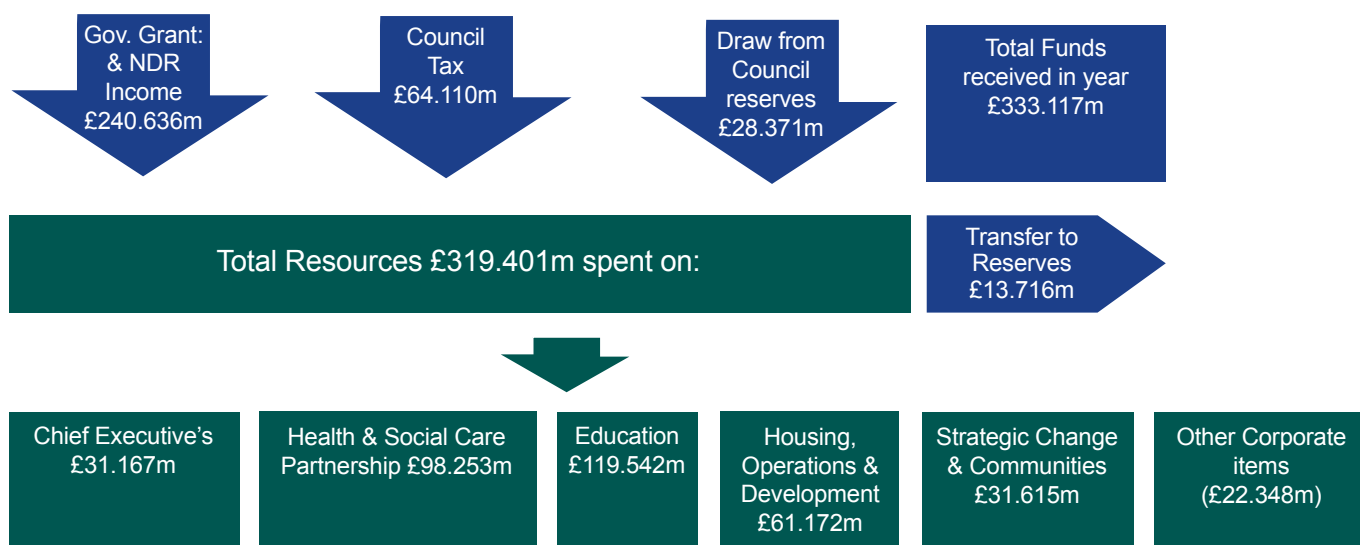 Gov. Grant:
& NDR
Income
£240.636m
Council
Tax
£64.110m
Draw from
Council
reserves
£28.371m
Total Funds
received in year
£333.117m
Total Resources £319.401m spent on:
Transfer to
Reserves
£13.716m
Chief Executive's
£31.167m
Health & Social Care
Partnership £98.253m
Education
£119.542m
Housing,
Operations &
Development
£61.172m
Strategic Change
& Communities
£31.615m
Other Corporate
items
(£22.348m)